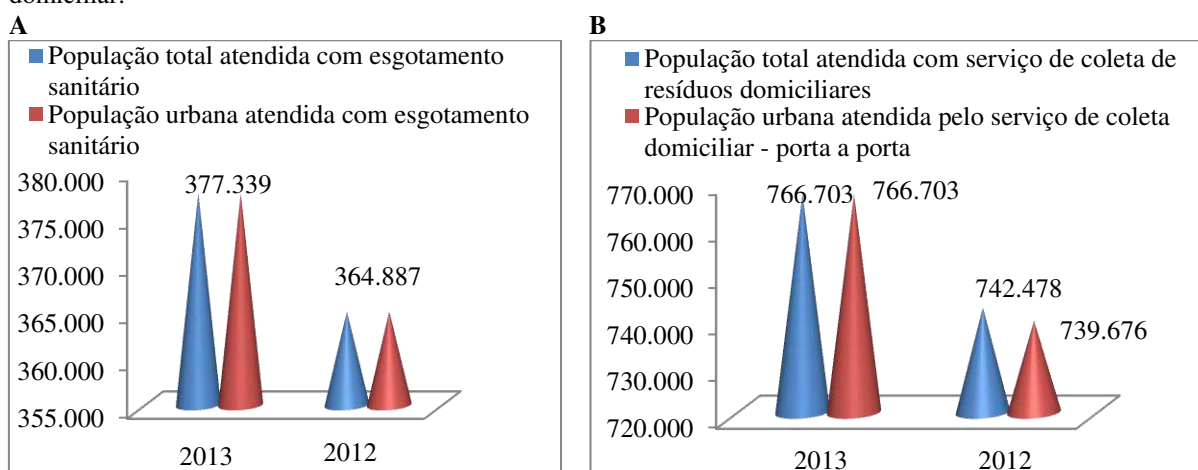 domiciliar.
A
População total atendida com esgotamento
sanitário
População urbana atendida com esgotamento
sanitário
380.000
375.000
370.000
365.000
360.000
355.000
377.339
364.887
2013
2012
B
População total atendida com serviço de coleta de
resíduos domiciliares
População urbana atendida pelo serviço de coleta
domiciliar - porta a porta
770.000
760.000
750.000
740.000
730.000
720.000
766.703
766.703
742.478
739.676
2013
2012